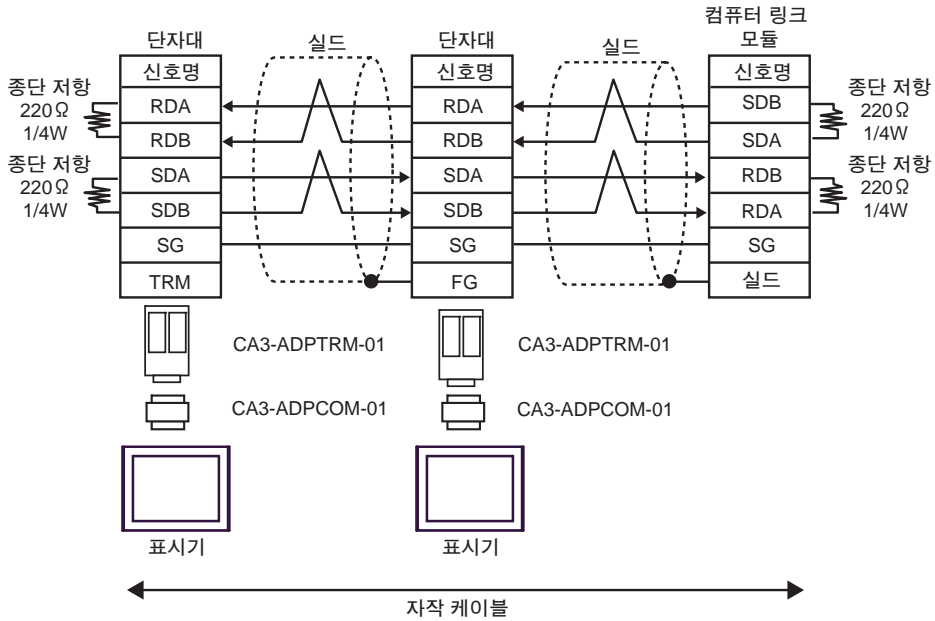 컴퓨터 링크
모듈
단자대
실드
단자대
실드
신호명
신호명
신호명
종단 저항
220Ω
1/4W
RDA
RDA
SDB
종단 저항
220Ω
1/4W
RDB
RDB
SDA
종단 저항
220Ω
1/4W
SDA
SDA
RDB
종단 저항
220Ω
1/4W
SDB
SDB
RDA
SG
SG
SG
TRM
FG
실드
CA3-ADPTRM-01
CA3-ADPTRM-01
CA3-ADPCOM-01
CA3-ADPCOM-01
표시기
표시기
자작 케이블